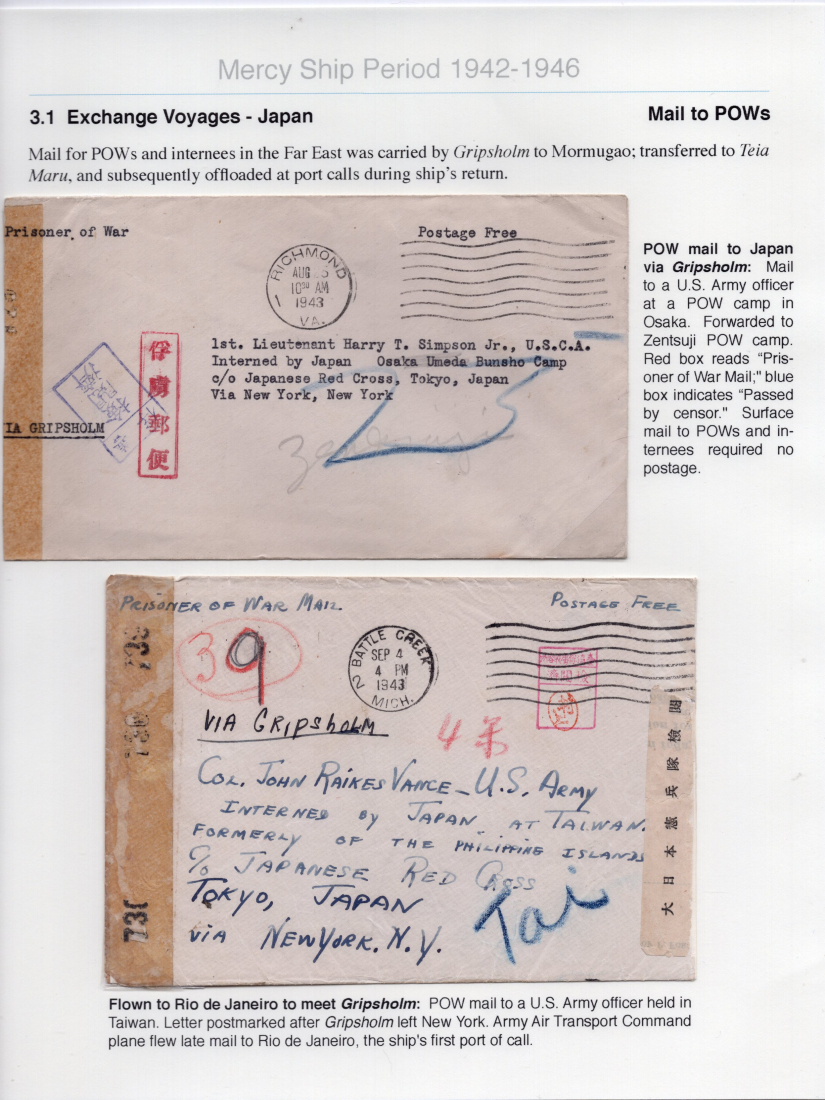 Mercy Ship Period 1942-1946
3.1 Exchange Voyages - Japan
Mail to POWs
Mail for POWs and internees in the Far East was carried by Gripsholm to Mormugao; transferred to Teia
Maru, and subsequently offloaded at port calls during ship's return.
Prisoner of War
Postage Free
RICHMOND
AUG 5
10 AM
1943
1
VA.
1st. Lieutenant Harry T. Simpson Jr., U.S.C.A.
Interned by Japan Osaka Umeda Bunsho Camp
c/o Japanese Red Cross, Tokyo, Japan
Via New York, New York
俘虜郵便
IA GRIPSHOLM
POW mail to Japan
via Gripsholm: Mail
to a U.S. Army officer
at a POW camp in
Osaka. Forwarded to
Zentsuji POW camp.
Red box reads “Pris-
oner of War Mail;" blue
box indicates “Passed
by censor." Surface
mail to POWs and in-
ternees required no
postage.
PRISONER OF WAR MAIL
POSTAGE FREE
39
BATTLE CREEK
SEP 4
4 PM
1943
2
MICH.
VIA GRIPSHOLM
4
COL. JOHN RAIKES VANCE - U.S. ARMY
INTERNED BY JAPAN AT TAIWAN.
FORMERLY OF THE PHILIPPINE ISLANDS
C/O JAPANESE RED CROSS
TOKYO, JAPAN
VIA NEW YORK. N.Y.
Tai
大日本憲兵隊檢閲
731
Flown to Rio de Janeiro to meet Gripsholm: POW mail to a U.S. Army officer held in
Taiwan. Letter postmarked after Gripsholm left New York. Army Air Transport Command
plane flew late mail to Rio de Janeiro, the ship's first port of call.